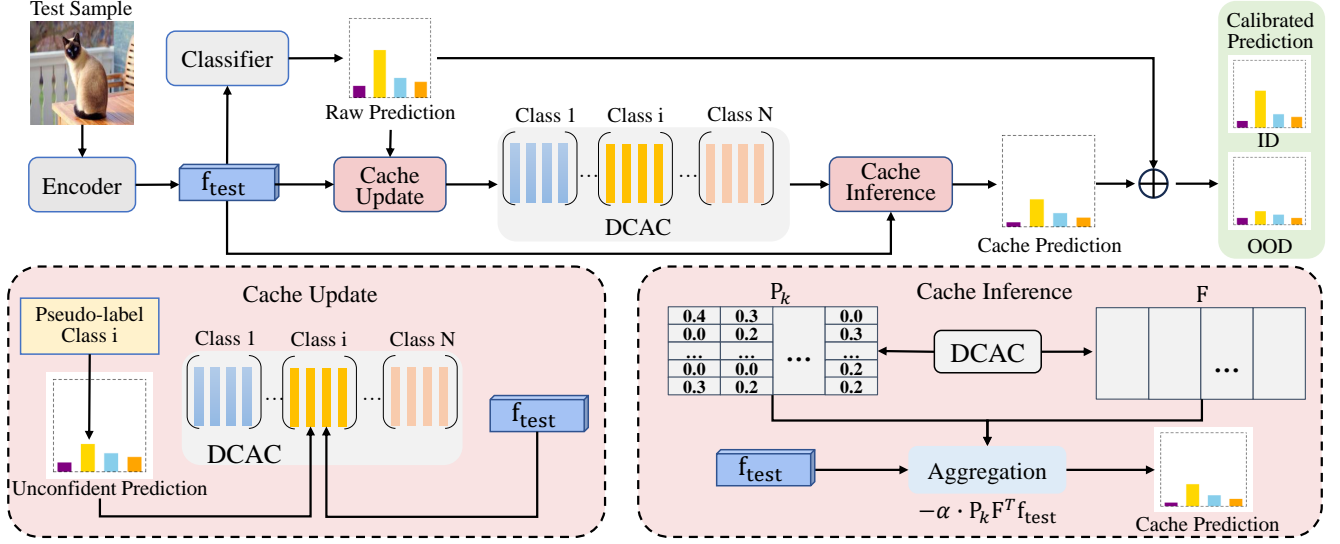 Test Sample
Classifier
Raw Prediction
Calibrated
Prediction
ID
OOD
Class 1
Class i
Class N
Encoder
f_test
Cache
Update
...
...
DCAC
Cache
Inference
Cache Prediction
Cache Update
Pseudo-label
Class i
Class 1
Class i
Class N
...
...
DCAC
f_test
Unconfident Prediction
Cache Inference
P_k
F
0.4 0.3 0.0
0.0 0.2 0.3
... ... ... ...
0.0 0.0 0.2
0.3 0.2 0.2
DCAC
...
f_test
Aggregation
−α · P_kF^T f_test
Cache Prediction